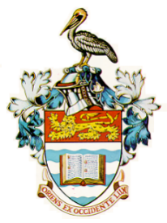 ORIENS EX OCCIDENTE LUX